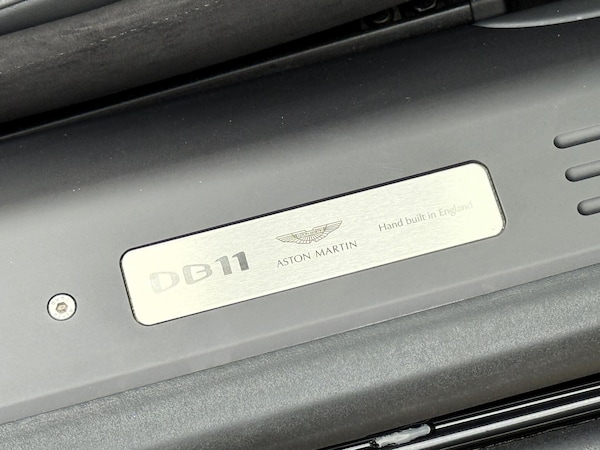 DB11
ASTON MARTIN
Hand built in England